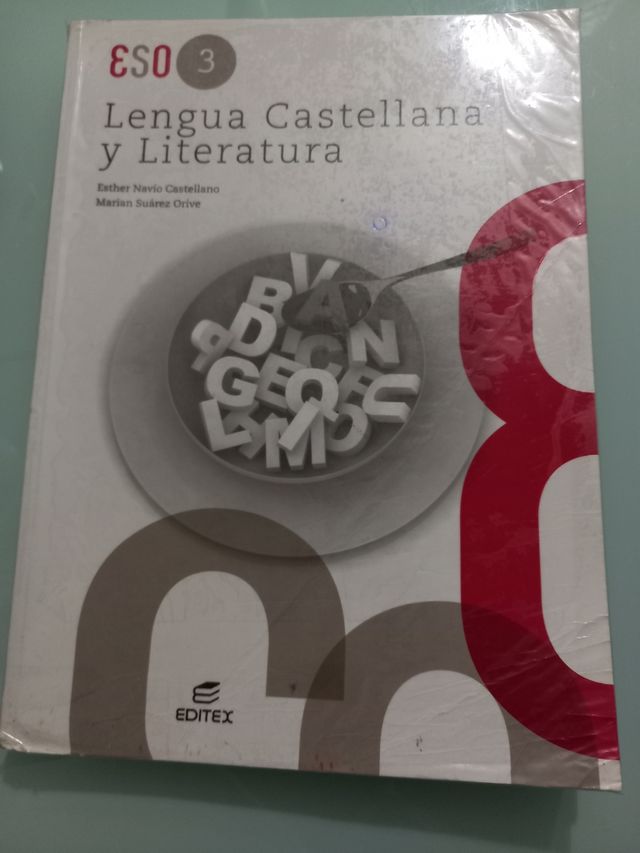 ESO 3
Lengua Castellana
y Literatura
Esther Navío Castellano
Marian Suárez Orive
EDITEX